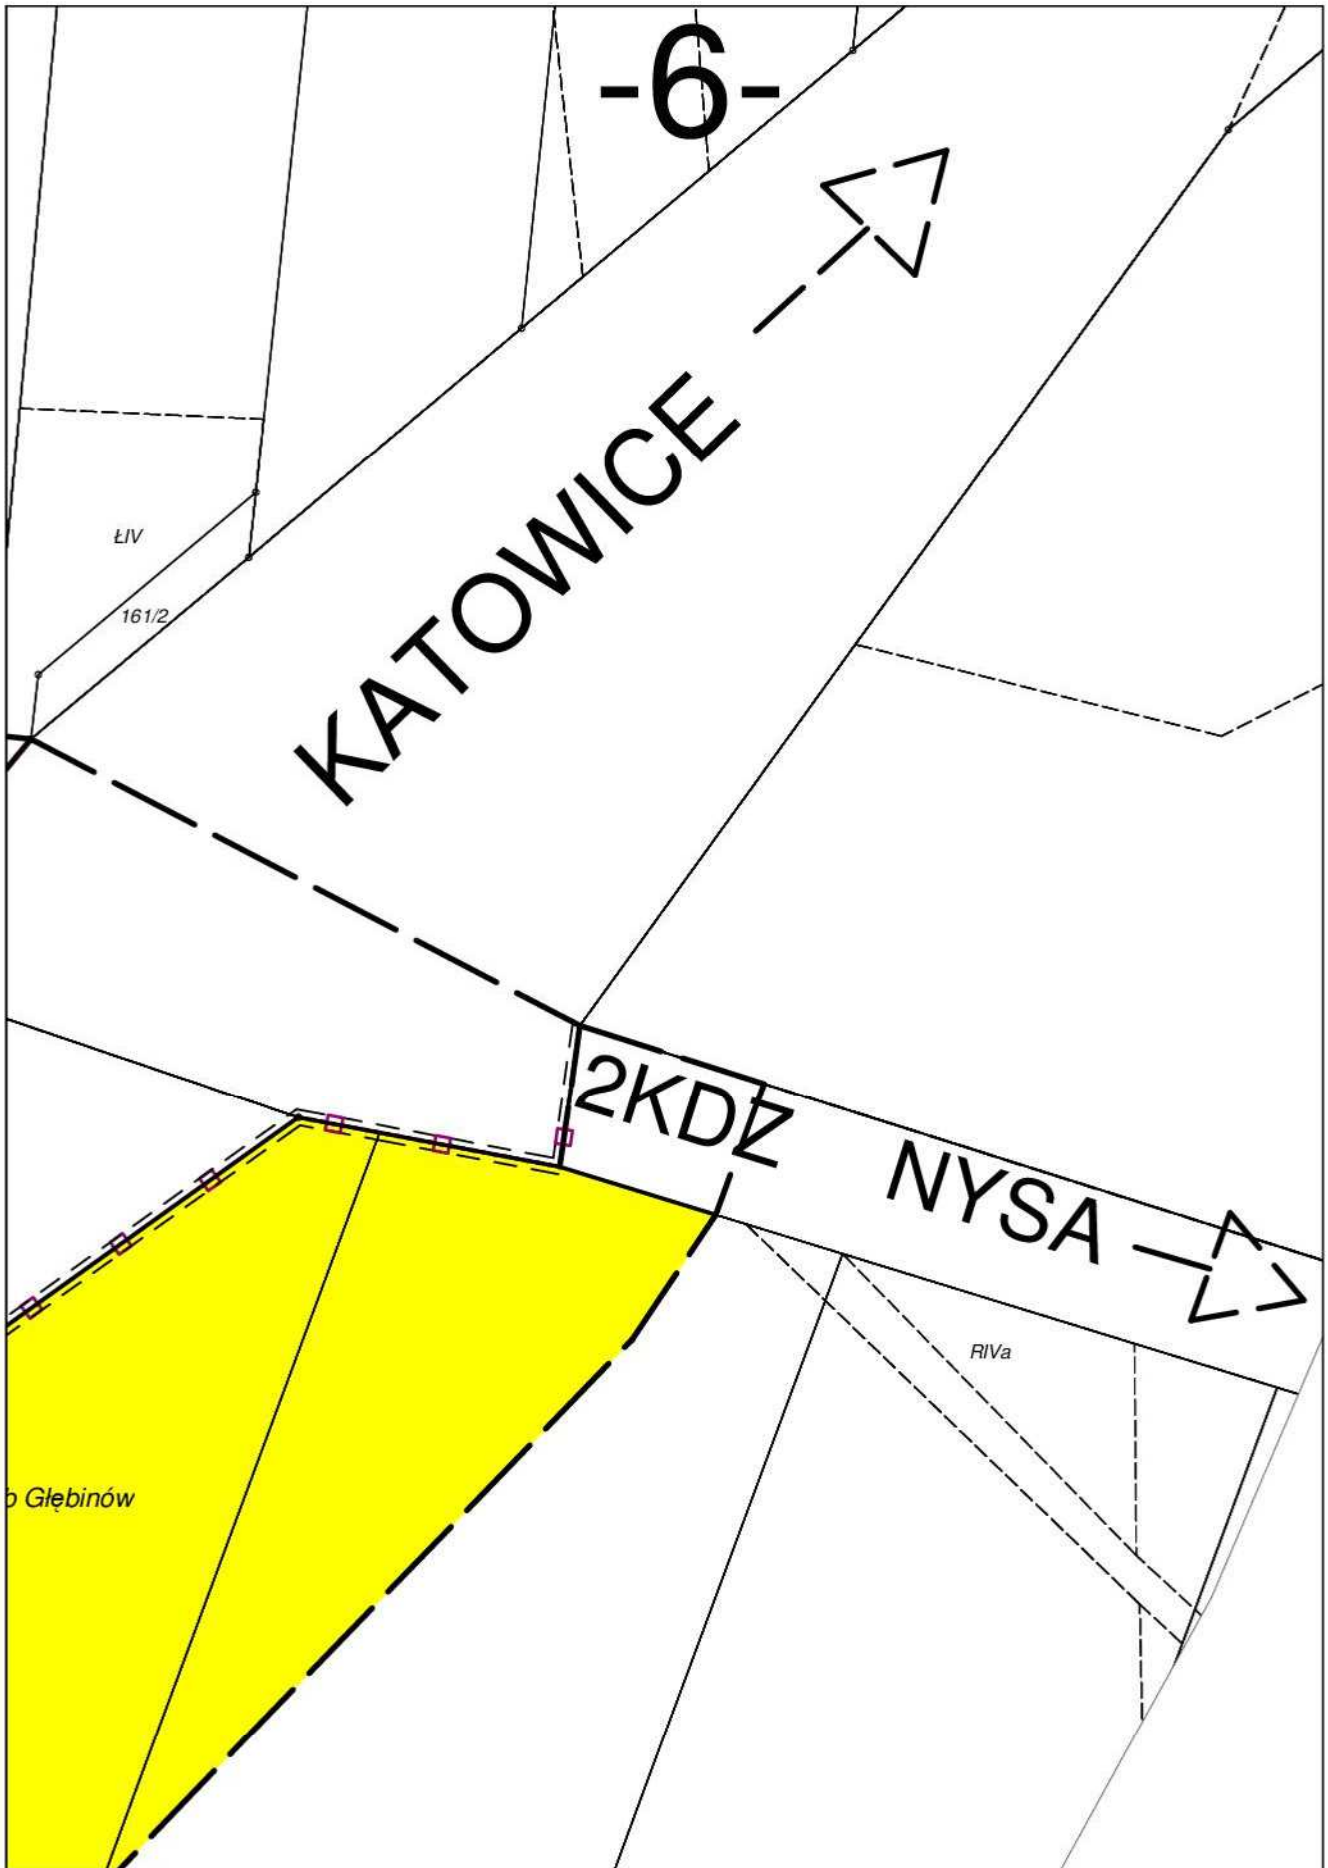 -6-
KATOWICE
ŁIV
161/2
2KDZ
NYSA
RIVa
b Głębinów